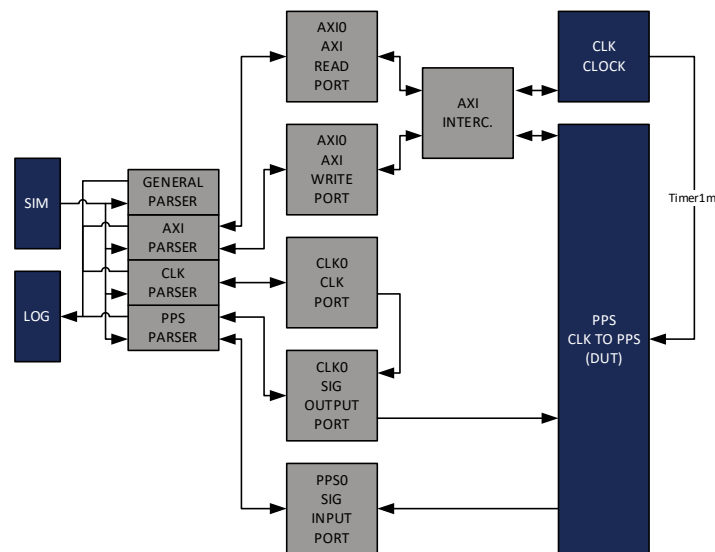 AXI0
AXI
READ
PORT
CLK
CLOCK
AXI
INTERC.
AXI0
AXI
WRITE
PORT
SIM
GENERAL
PARSER
AXI
PARSER
CLK
PARSER
PPS
PARSER
LOG
Timer1m
CLK0
CLK
PORT
PPS
CLK TO PPS
(DUT)
CLK0
SIG
OUTPUT
PORT
PPS0
SIG
INPUT
PORT